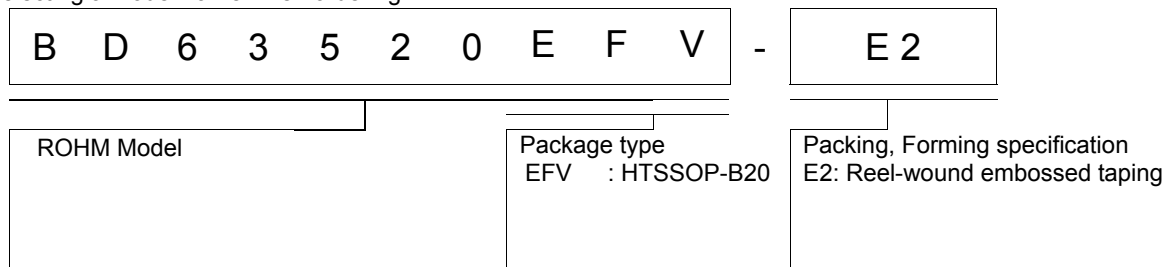 B D 6 3 5 2 0 E F V - E 2
ROHM Model
Package type
EFV : HTSSOP-B20
Packing, Forming specification
E2: Reel-wound embossed taping